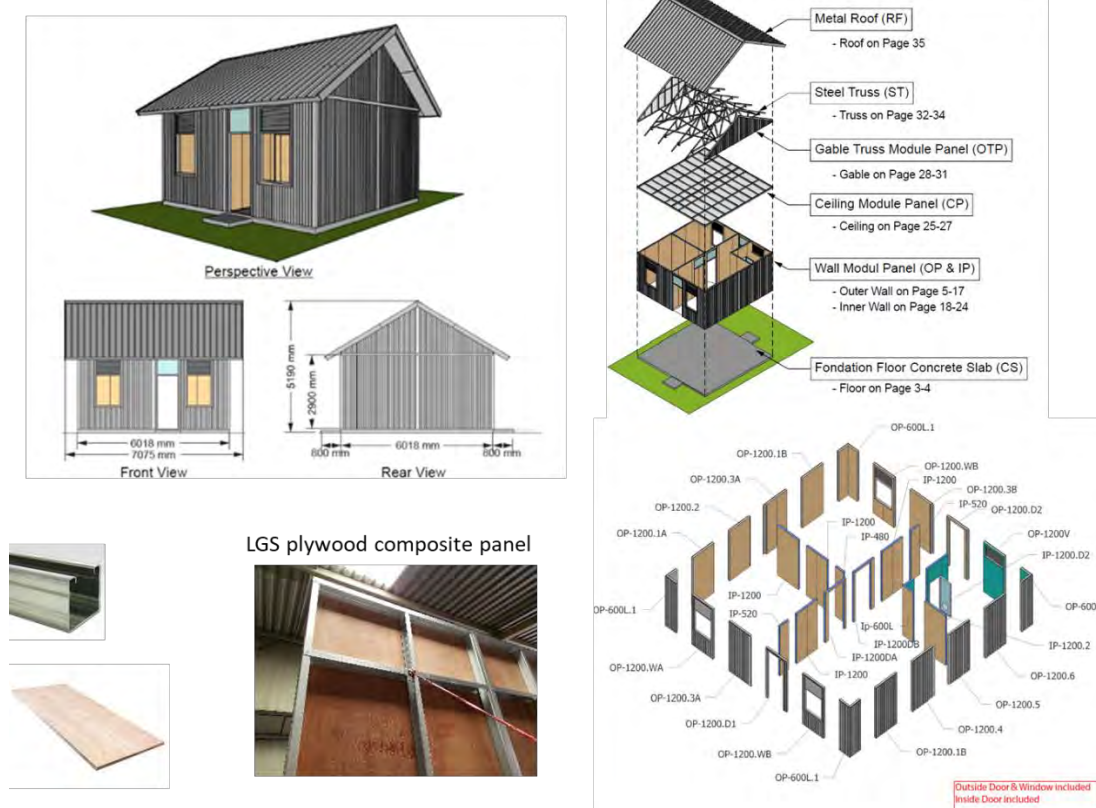 Perspective View
5190 mm
2900 mm
6018 mm
7075 mm
Front View
800 mm
6018 mm
800 mm
Rear View
Metal Roof (RF)
- Roof on Page 35
Steel Truss (ST)
- Truss on Page 32-34
Gable Truss Module Panel (OTP)
- Gable on Page 28-31
Ceiling Module Panel (CP)
- Ceiling on Page 25-27
Wall Modul Panel (OP & IP)
- Outer Wall on Page 5-17
- Inner Wall on Page 18-24
Fondation Floor Concrete Slab (CS)
- Floor on Page 3-4
LGS plywood composite panel
OP-600L.1
OP-1200.1B
OP-1200.WB
IP-1200
OP-1200.3A
OP-1200.3B
IP-520
OP-1200.2
IP-1200
OP-1200.D2
IP-480
OP-1200.1A
OP-1200V
IP-1200.D2
IP-1200
OP-600L.1
OP-600
IP-520
Ip-600L
IP-1200DB
IP-1200.2
IP-1200DA
OP-1200.WA
IP-1200
OP-1200.6
OP-1200.3A
OP-1200.5
OP-1200.D1
OP-1200.4
OP-1200.WB
OP-1200.1B
OP-600L.1
Outside Door & Window included
Inside Door included